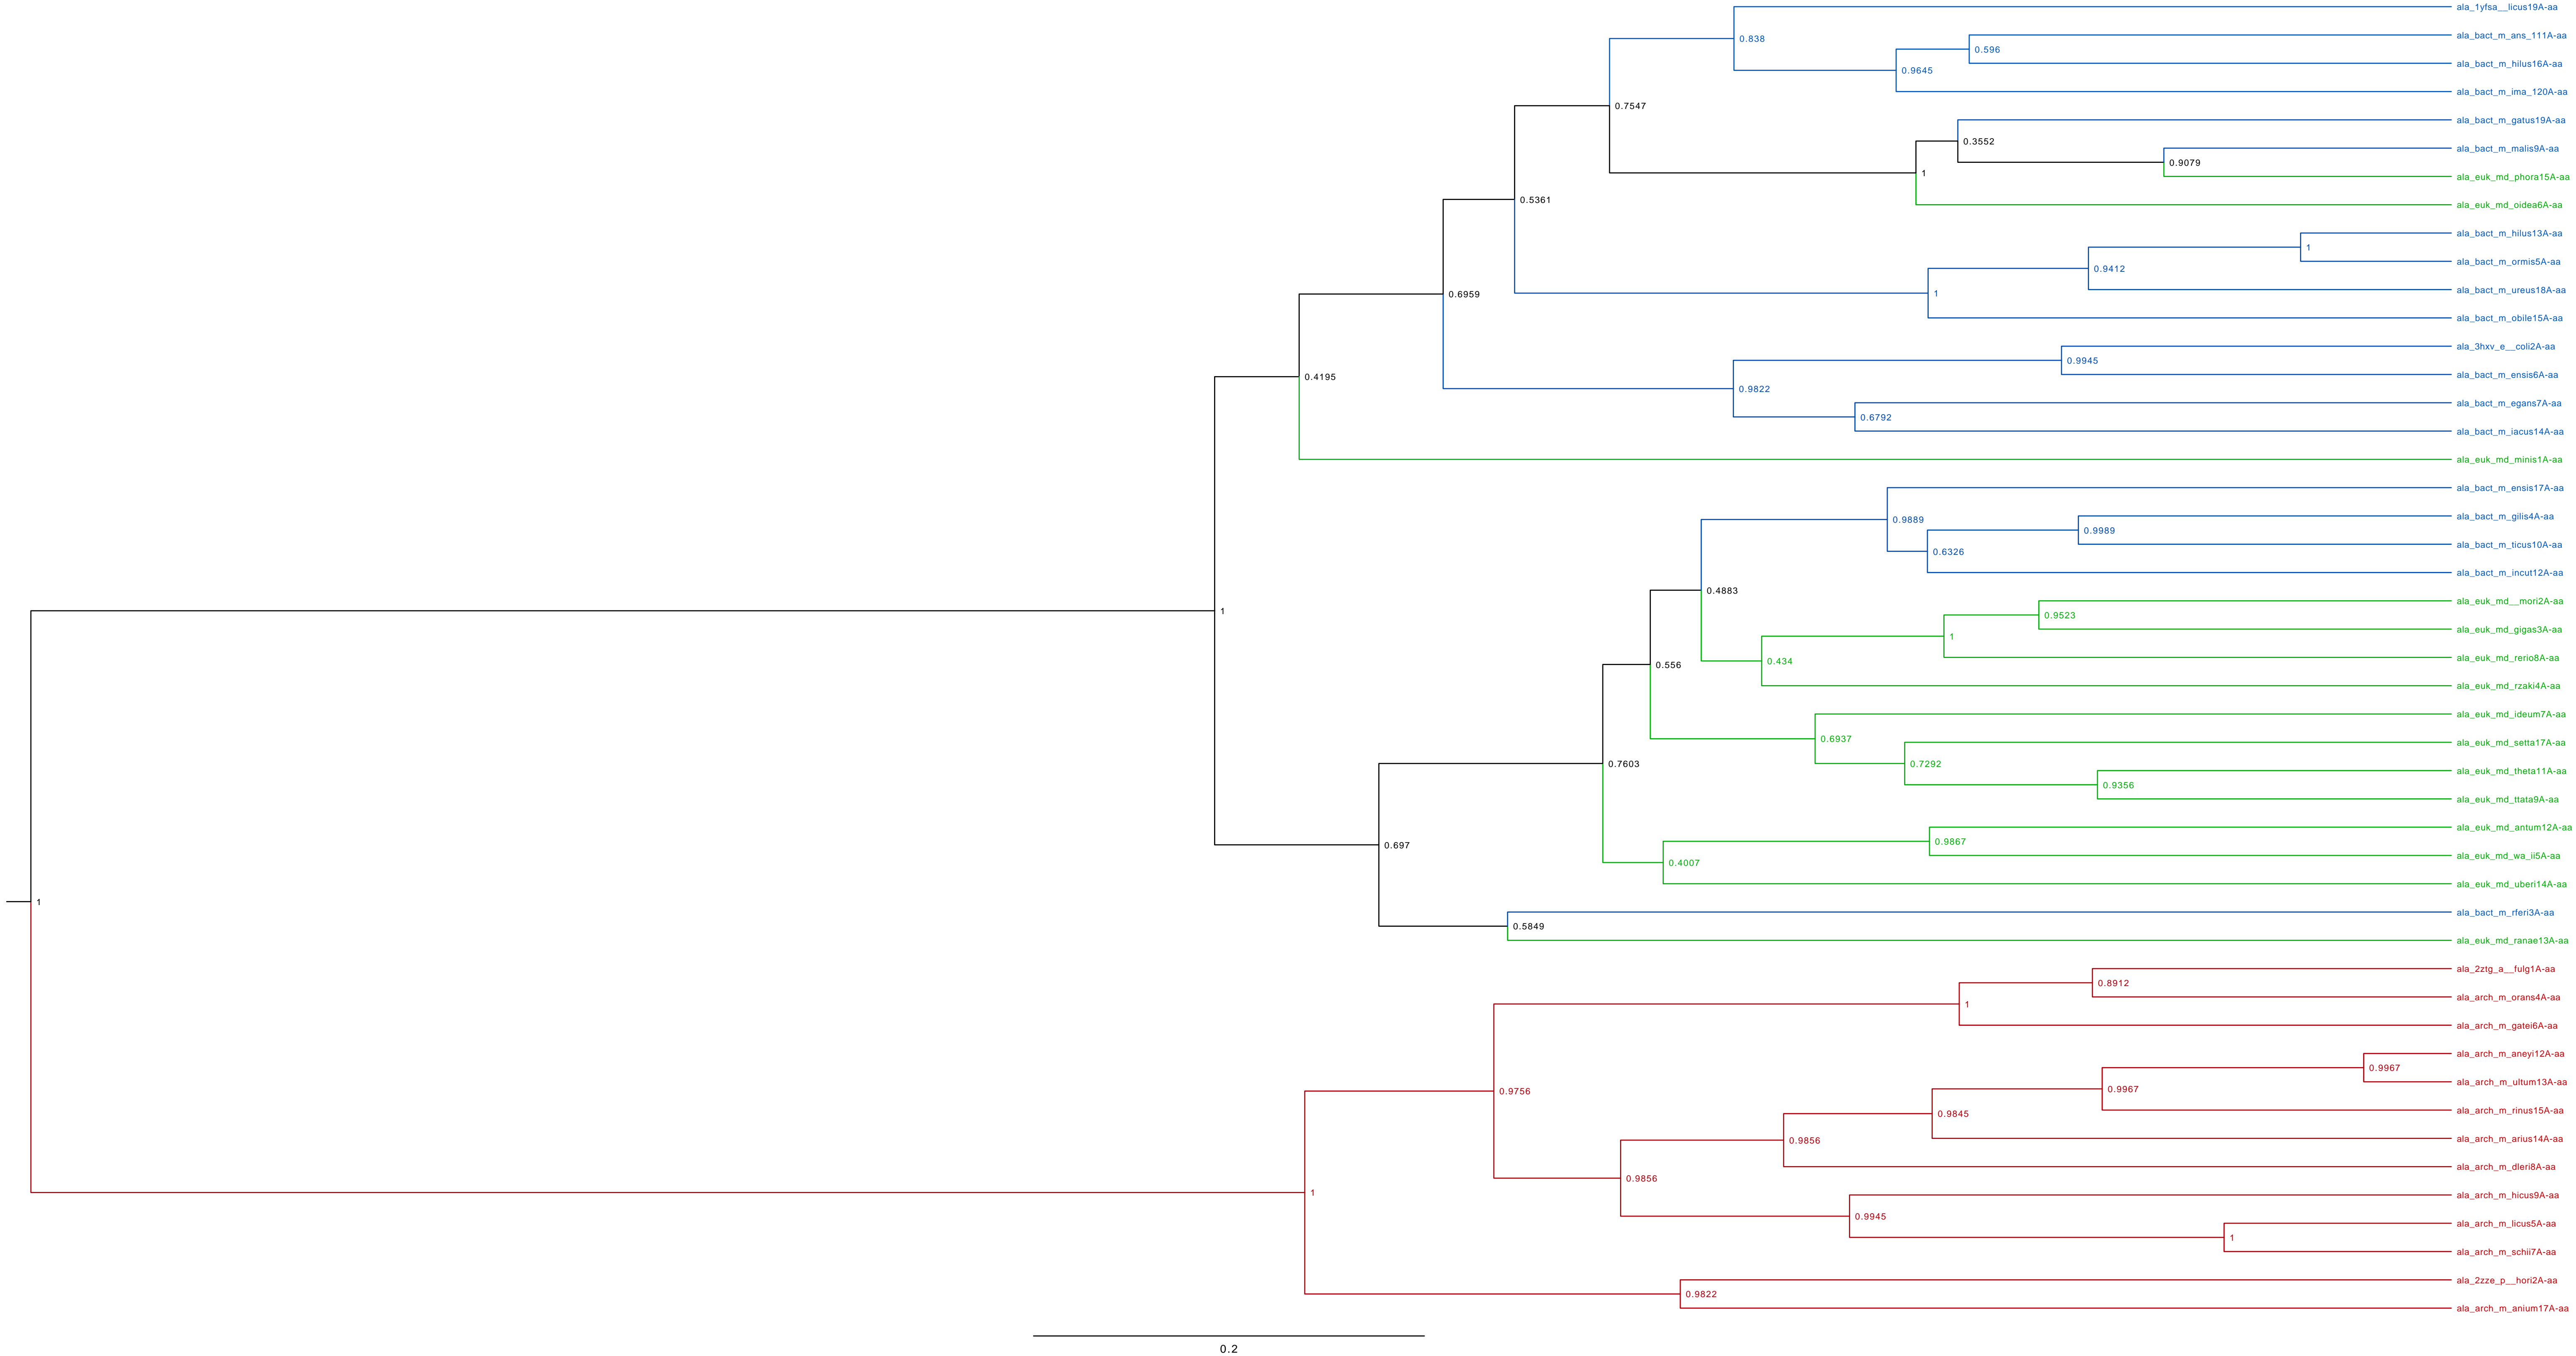 ala_1yfsa__licus19A-aa
0.838
ala_bact_m_ans_111A-aa
0.596
ala_bact_m_hilus16A-aa
0.9645
ala_bact_m_ima_120A-aa
0.7547
ala_bact_m_gatus19A-aa
0.3552
ala_bact_m_malis9A-aa
0.9079
1
ala_euk_md_phora15A-aa
0.5361
ala_euk_md_oidea6A-aa
ala_bact_m_hilus13A-aa
1
ala_bact_m_ormis5A-aa
0.9412
ala_bact_m_ureus18A-aa
1
0.6959
ala_bact_m_obile15A-aa
ala_3hxv_e__coli2A-aa
0.9945
ala_bact_m_ensis6A-aa
0.4195
0.9822
ala_bact_m_egans7A-aa
0.6792
ala_bact_m_iacus14A-aa
ala_euk_md_minis1A-aa
ala_bact_m_ensis17A-aa
0.9889
ala_bact_m_gilis4A-aa
0.9989
ala_bact_m_ticus10A-aa
0.6326
ala_bact_m_incut12A-aa
0.4883
ala_euk_md__mori2A-aa
1
0.9523
ala_euk_md_gigas3A-aa
1
ala_euk_md_rerio8A-aa
0.556
0.434
ala_euk_md_rzaki4A-aa
ala_euk_md_ideum7A-aa
0.6937
ala_euk_md_setta17A-aa
0.7603
0.7292
ala_euk_md_theta11A-aa
0.9356
ala_euk_md_ttata9A-aa
ala_euk_md_antum12A-aa
0.9867
0.697
ala_euk_md_wa_ii5A-aa
0.4007
ala_euk_md_uberi14A-aa
1
ala_bact_m_rferi3A-aa
0.5849
ala_euk_md_ranae13A-aa
ala_2ztg_a__fulg1A-aa
0.8912
ala_arch_m_orans4A-aa
1
ala_arch_m_gatei6A-aa
ala_arch_m_aneyi12A-aa
0.9967
ala_arch_m_ultum13A-aa
0.9967
0.9756
ala_arch_m_rinus15A-aa
0.9845
ala_arch_m_arius14A-aa
0.9856
ala_arch_m_dleri8A-aa
0.9856
1
ala_arch_m_hicus9A-aa
0.9945
ala_arch_m_licus5A-aa
1
ala_arch_m_schii7A-aa
ala_2zze_p__hori2A-aa
0.9822
ala_arch_m_anium17A-aa
0.2